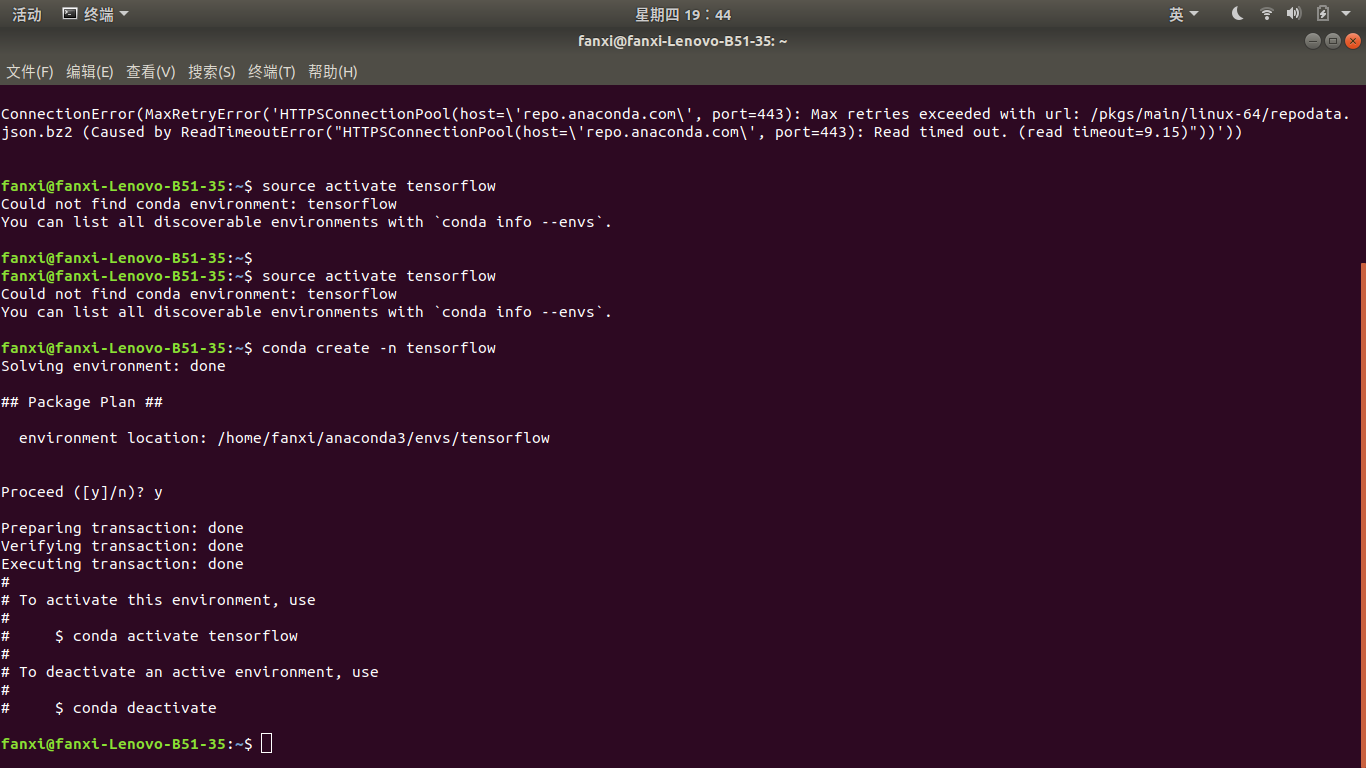 活动 终端 星期四 19：44 英
fanxi@fanxi-Lenovo-B51-35: ~
文件(F) 编辑(E) 查看(V) 搜索(S) 终端(T) 帮助(H)
ConnectionError(MaxRetryError('HTTPSConnectionPool(host=\'repo.anaconda.com\', port=443): Max retries exceeded with url: /pkgs/main/linux-64/repodata.
json.bz2 (Caused by ReadTimeoutError("HTTPSConnectionPool(host=\'repo.anaconda.com\', port=443): Read timed out. (read timeout=9.15)"))'))
fanxi@fanxi-Lenovo-B51-35:~$ source activate tensorflow
Could not find conda environment: tensorflow
You can list all discoverable environments with `conda info --envs`.
fanxi@fanxi-Lenovo-B51-35:~$
fanxi@fanxi-Lenovo-B51-35:~$ source activate tensorflow
Could not find conda environment: tensorflow
You can list all discoverable environments with `conda info --envs`.
fanxi@fanxi-Lenovo-B51-35:~$ conda create -n tensorflow
Solving environment: done
## Package Plan ##
environment location: /home/fanxi/anaconda3/envs/tensorflow
Proceed ([y]/n)? y
Preparing transaction: done
Verifying transaction: done
Executing transaction: done
#
# To activate this environment, use
#
#     $ conda activate tensorflow
#
# To deactivate an active environment, use
#
#     $ conda deactivate
fanxi@fanxi-Lenovo-B51-35:~$